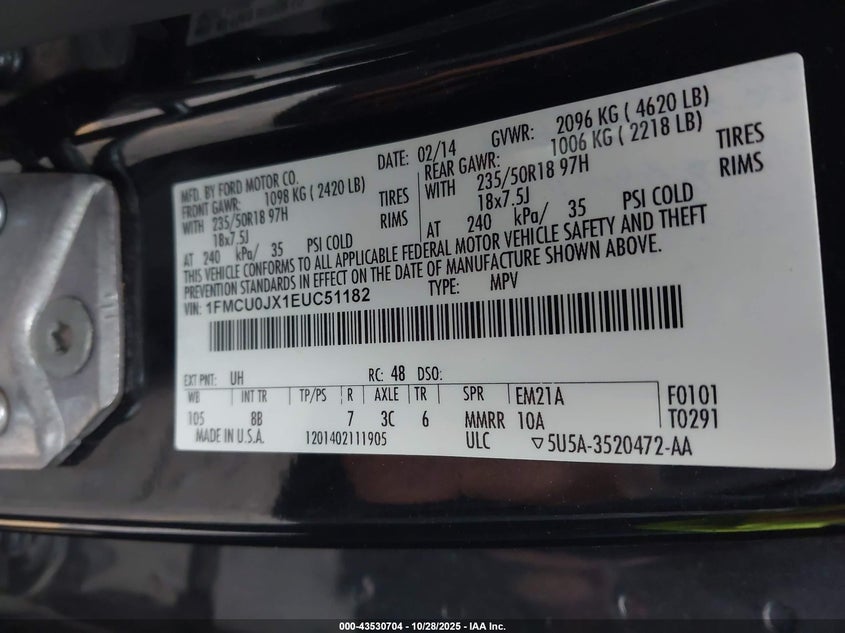 MFD. BY FORD MOTOR CO.
DATE: 02/14 GVWR: 2096 KG ( 4620 LB)
FRONT GAWR: 1098 KG ( 2420 LB) REAR GAWR: 1006 KG ( 2218 LB)
WITH 235/50R18 97H TIRES WITH 235/50R18 97H TIRES
18x7.5J RIMS 18x7.5J RIMS
AT 240 kPa/ 35 PSI COLD AT 240 kPa/ 35 PSI COLD
THIS VEHICLE CONFORMS TO ALL APPLICABLE FEDERAL MOTOR VEHICLE SAFETY AND THEFT
PREVENTION STANDARDS IN EFFECT ON THE DATE OF MANUFACTURE SHOWN ABOVE.
VIN: 1FMCU0JX1EUC51182 TYPE: MPV
EXT PNT: UH RC: 48 DSO:
WB INT TR TP/PS R AXLE TR SPR EM21A F0101
105 8B 7 3C 6 MMRR 10A T0291
MADE IN U.S.A. 1201402111905 ULC ▽5U5A-3520472-AA
000-43530704 - 10/28/2025 - IAA Inc.